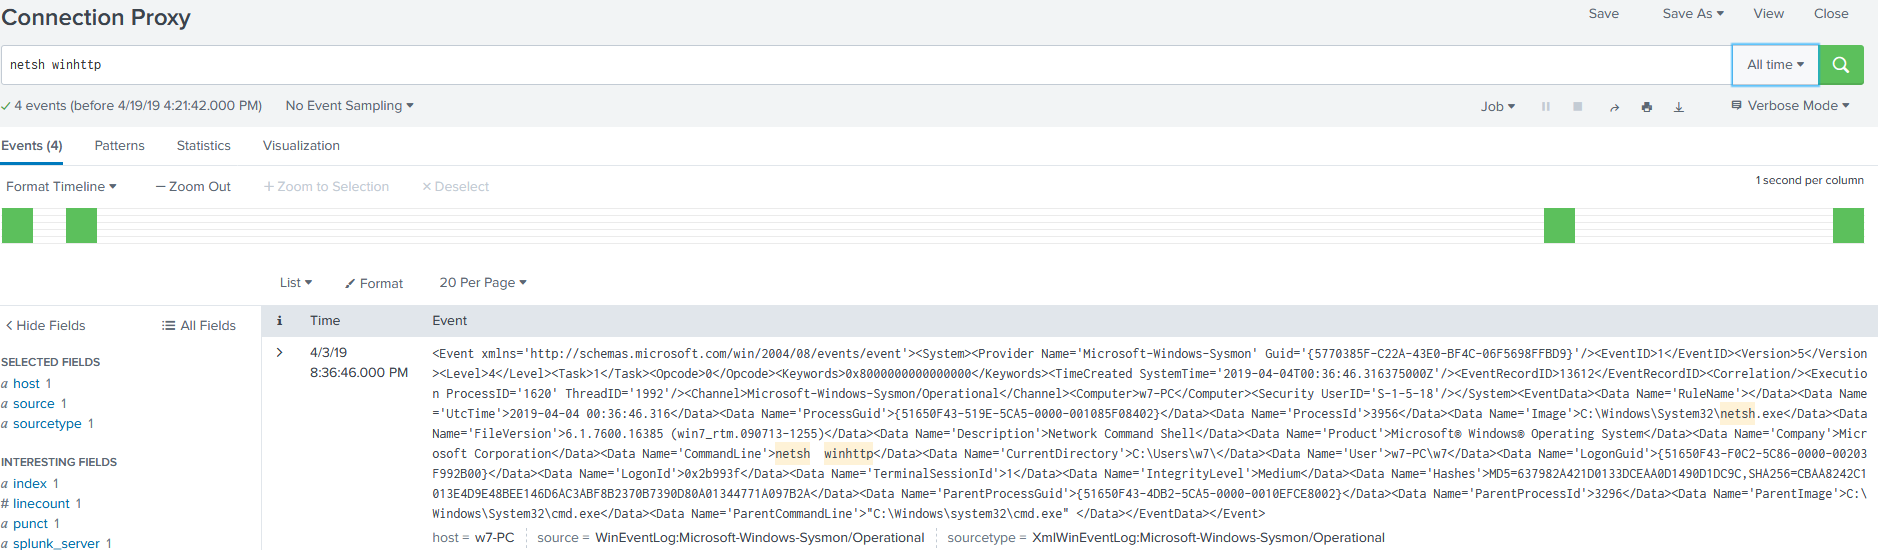 Connection Proxy
Save Save As View Close
netsh winhttp
All time
4 events (before 4/19/19 4:21:42.000 PM) No Event Sampling
Job Verbose Mode
Events (4) Patterns Statistics Visualization
Format Timeline — Zoom Out + Zoom to Selection × Deselect
1 second per column
List Format 20 Per Page
< Hide Fields All Fields
i Time Event
SELECTED FIELDS
a host 1
a source 1
a sourcetype 1
INTERESTING FIELDS
a index 1
# linecount 1
a punct 1
a splunk_server 1
4/3/19
8:36:46.000 PM
<Event xmlns='http://schemas.microsoft.com/win/2004/08/events/event'><System><Provider Name='Microsoft-Windows-Sysmon' Guid='{5770385F-C22A-43E0-BF4C-06F5698FFBD9}'/><EventID>1</EventID><Version>5</Version
><Level>4</Level><Task>1</Task><Opcode>0</Opcode><Keywords>0x8000000000000000</Keywords><TimeCreated SystemTime='2019-04-04T00:36:46.316375000Z'/><EventRecordID>13612</EventRecordID><Correlation/><Executio
n ProcessID='1620' ThreadID='1992'/><Channel>Microsoft-Windows-Sysmon/Operational</Channel><Computer>w7-PC</Computer><Security UserID='S-1-5-18'/></System><EventData><Data Name='RuleName'></Data><Data Name
='UtcTime'>2019-04-04 00:36:46.316</Data><Data Name='ProcessGuid'>{51650F43-519E-5CA5-0000-001085F08402}</Data><Data Name='ProcessId'>3956</Data><Data Name='Image'>C:\Windows\System32\netsh.exe</Data><Data
Name='FileVersion'>6.1.7600.16385 (win7_rtm.090713-1255)</Data><Data Name='Description'>Network Command Shell</Data><Data Name='Product'>Microsoft® Windows® Operating System</Data><Data Name='Company'>Micr
osoft Corporation</Data><Data Name='CommandLine'>netsh  winhttp</Data><Data Name='CurrentDirectory'>C:\Users\w7\</Data><Data Name='User'>w7-PC\w7</Data><Data Name='LogonGuid'>{51650F43-F0C2-5C86-0000-00203
F992B00}</Data><Data Name='LogonId'>0x2b993f</Data><Data Name='TerminalSessionId'>1</Data><Data Name='IntegrityLevel'>Medium</Data><Data Name='Hashes'>MD5=637982A421D0133DCEAA0D1490D1DC9C,SHA256=CBAA8242C1
013E4D9E48BEE146D6AC3ABF8B2370B7390D80A01344771A097B2A</Data><Data Name='ParentProcessGuid'>{51650F43-4DB2-5CA5-0000-0010EFCE8002}</Data><Data Name='ParentProcessId'>3296</Data><Data Name='ParentImage'>C:\
Windows\System32\cmd.exe</Data><Data Name='ParentCommandLine'>"C:\Windows\system32\cmd.exe" </Data></EventData></Event>
host = w7-PC source = WinEventLog:Microsoft-Windows-Sysmon/Operational sourcetype = XmlWinEventLog:Microsoft-Windows-Sysmon/Operational